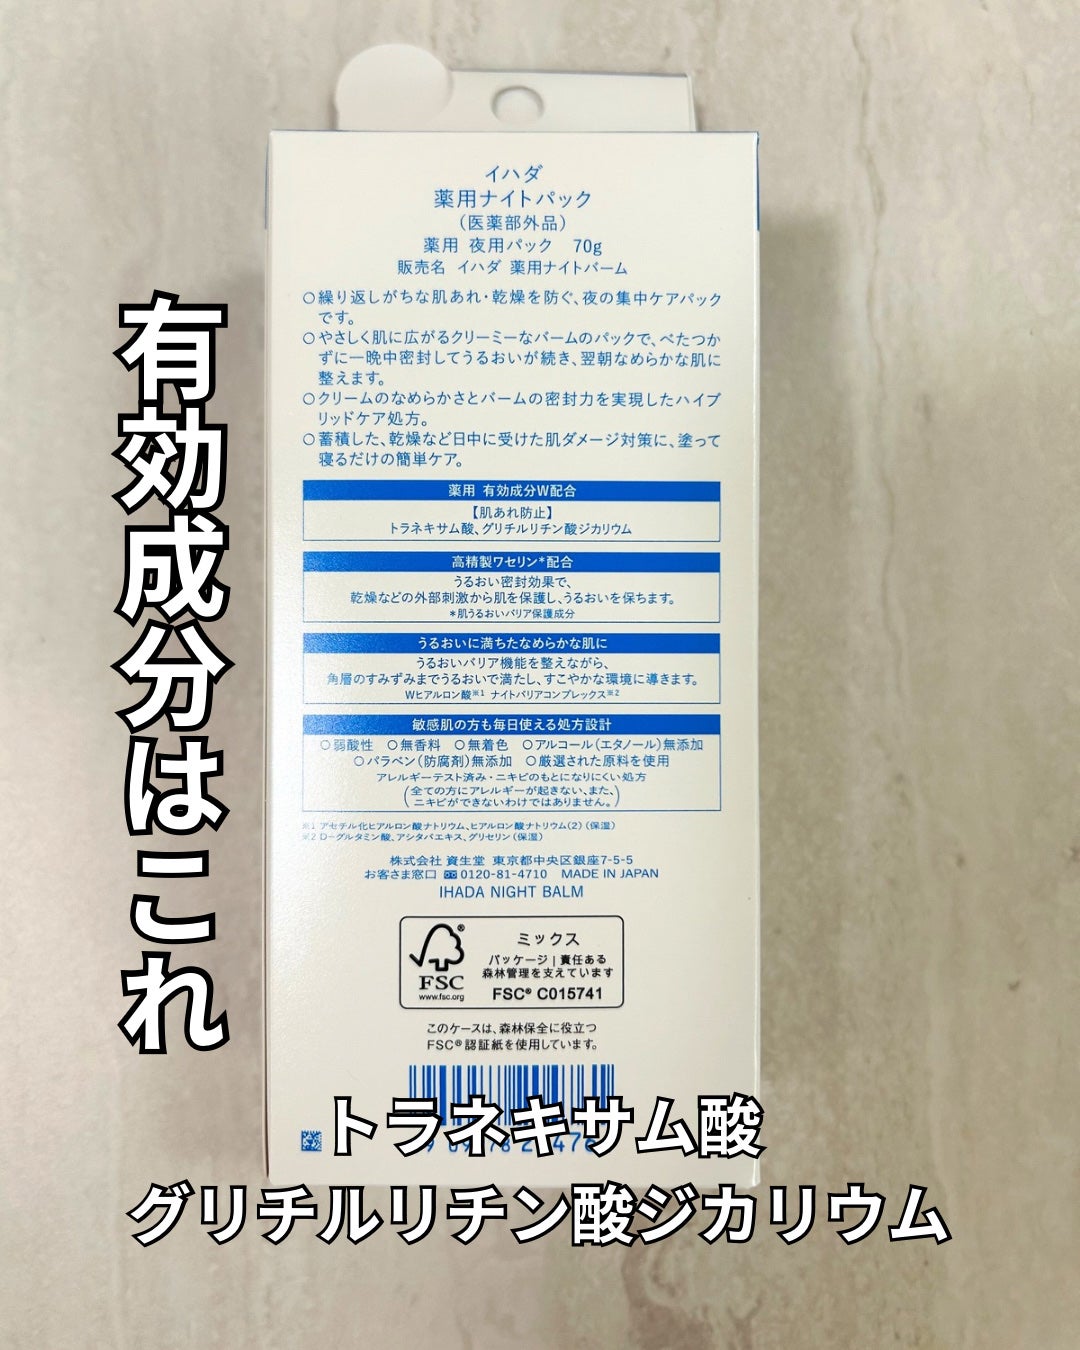 イハダ
薬用ナイトパック
（医薬部外品）
薬用 夜用パック 70g
販売名 イハダ 薬用ナイトバーム
○繰り返しがちな肌あれ・乾燥を防ぐ、夜の集中ケアパック
です。
○やさしく肌に広がるクリーミーなバームのパックで、べたつか
ずに一晩中密封してうるおいが続き、翌朝なめらかな肌に
整えます。
○クリームのなめらかさとバームの密封力を実現したハイブ
リッドケア処方。
○蓄積した、乾燥など日中に受けた肌ダメージ対策に、塗って
寝るだけの簡単ケア。
薬用 有効成分W配合
【肌あれ防止】
トラネキサム酸、グリチルリチン酸ジカリウム
高精製ワセリン*配合
うるおい密封効果で、
乾燥などの外部刺激から肌を保護し、うるおいを保ちます。
*肌うるおいバリア保護成分
うるおいに満ちたなめらかな肌に
うるおいバリア機能を整えながら、
角層のすみずみまでうるおいで満たし、すこやかな環境に導きます。
Wヒアルロン酸※1 ナイトバリアコンプレックス※2
敏感肌の方も毎日使える処方設計
○弱酸性 ○無香料 ○無着色 ○アルコール（エタノール）無添加
○パラベン（防腐剤）無添加 ○厳選された原料を使用
アレルギーテスト済み・ニキビのもとになりにくい処方
（全ての方にアレルギーが起きない、また、
ニキビができないわけではありません。）
※1 アセチル化ヒアルロン酸ナトリウム、ヒアルロン酸ナトリウム（2）（保湿）
※2 D-グルタミン酸、アシタバエキス、グリセリン（保湿）
株式会社 資生堂 東京都中央区銀座7-5-5
お客さま窓口 0120-81-4710 MADE IN JAPAN
IHADA NIGHT BALM
FSC®
www.fsc.org
ミックス
パッケージ｜責任ある
森林管理を支えています
FSC® C015741
このケースは、森林保全に役立つ
FSC®認証紙を使用しています。
有効成分はこれ
トラネキサム酸
グリチルリチン酸ジカリウム